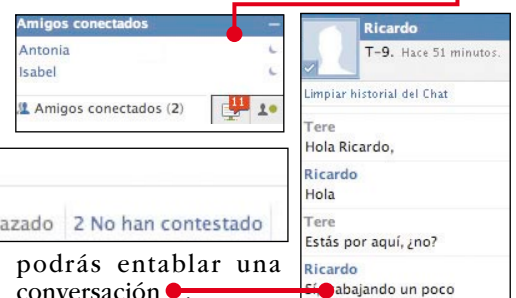 Amigos conectados
Antonia
Isabel
Amigos conectados (2)
11
azado 2 No han contestado
podrás entablar una
conversación .
Ricardo
T-9. Hace 51 minutos.
Limpiar historial del Chat
Tere
Hola Ricardo,
Ricardo
Hola
Tere
Estás por aquí, ¿no?
Ricardo
abajando un poco